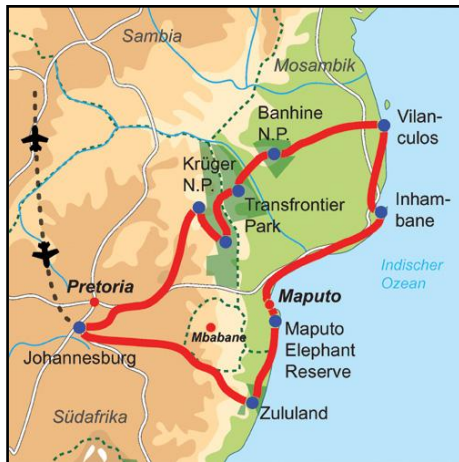 Sambia
Mosambik
Banhine
N.P.
Vilan-
culos
Krüger
N.P.
Transfrontier
Park
Inham-
bane
Indischer
Ozean
Pretoria
Maputo
Mbabane
Maputo
Elephant
Reserve
Johannesburg
Zululand
Südafrika